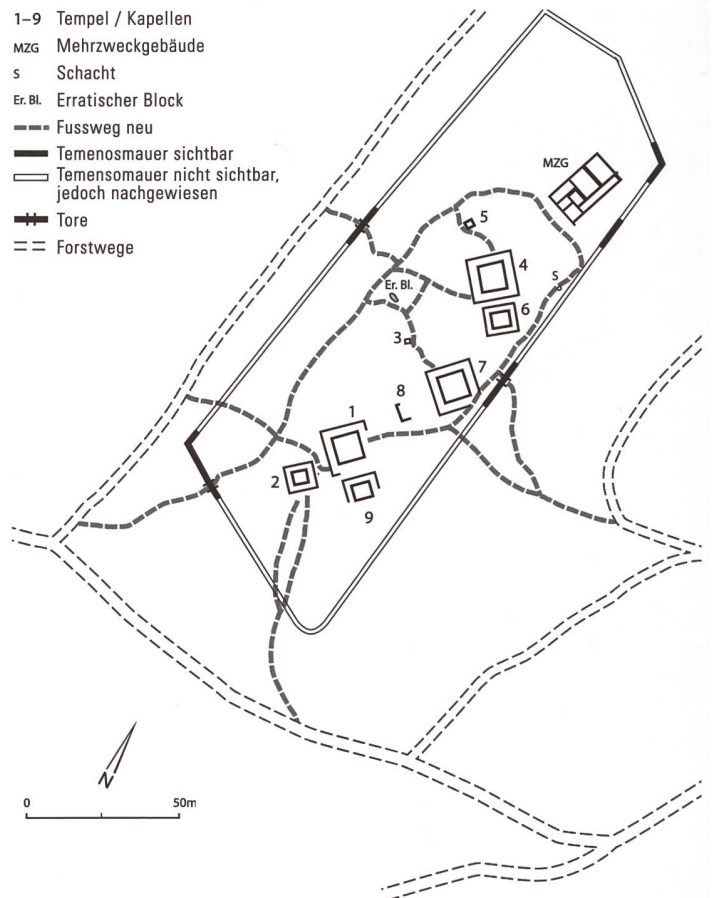 1–9 Tempel / Kapellen
MZG Mehrzweckgebäude
S Schacht
Er. Bl. Erratischer Block
Fussweg neu
Temenosmauer sichtbar
Temensomauer nicht sichtbar,
jedoch nachgewiesen
Tore
Forstwege
MZG
5
4
S
Er. Bl.
6
3
7
8
1
2
9
N
0 50m